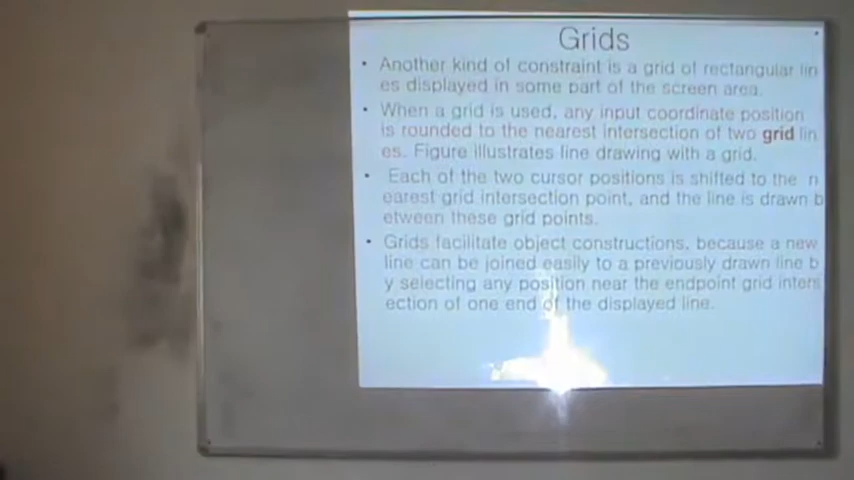 Grids
• Another kind of constraint is a grid of rectangular lin
es displayed in some part of the screen area.
• When a grid is used, any input coordinate position
is rounded to the nearest intersection of two grid lin
es. Figure illustrates line drawing with a grid.
• Each of the two cursor positions is shifted to the n
earest grid intersection point, and the line is drawn b
etween these grid points.
• Grids facilitate object constructions, because a new
line can be joined easily to a previously drawn line b
y selecting any position near the endpoint grid inters
ection of one end of the displayed line.